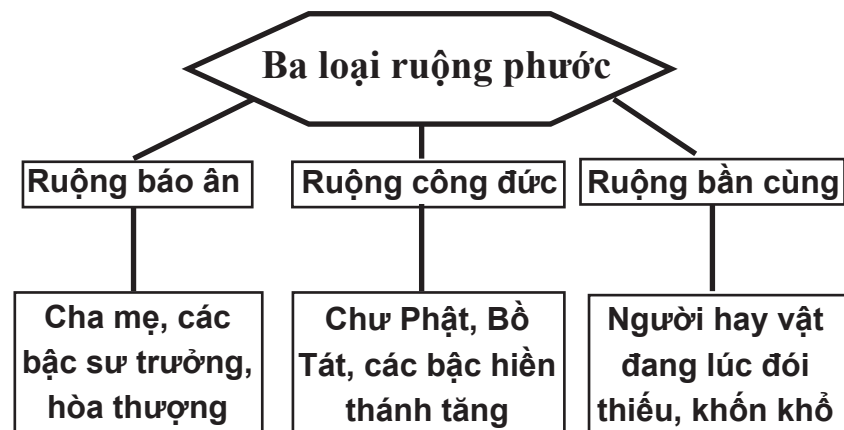 Ba loại ruộng phước
Ruộng báo ân
Ruộng công đức
Ruộng bần cùng
Cha mẹ, các
bậc sư trưởng,
hòa thượng
Chư Phật, Bồ
Tát, các bậc hiền
thánh tăng
Người hay vật
đang lúc đói
thiếu, khốn khổ